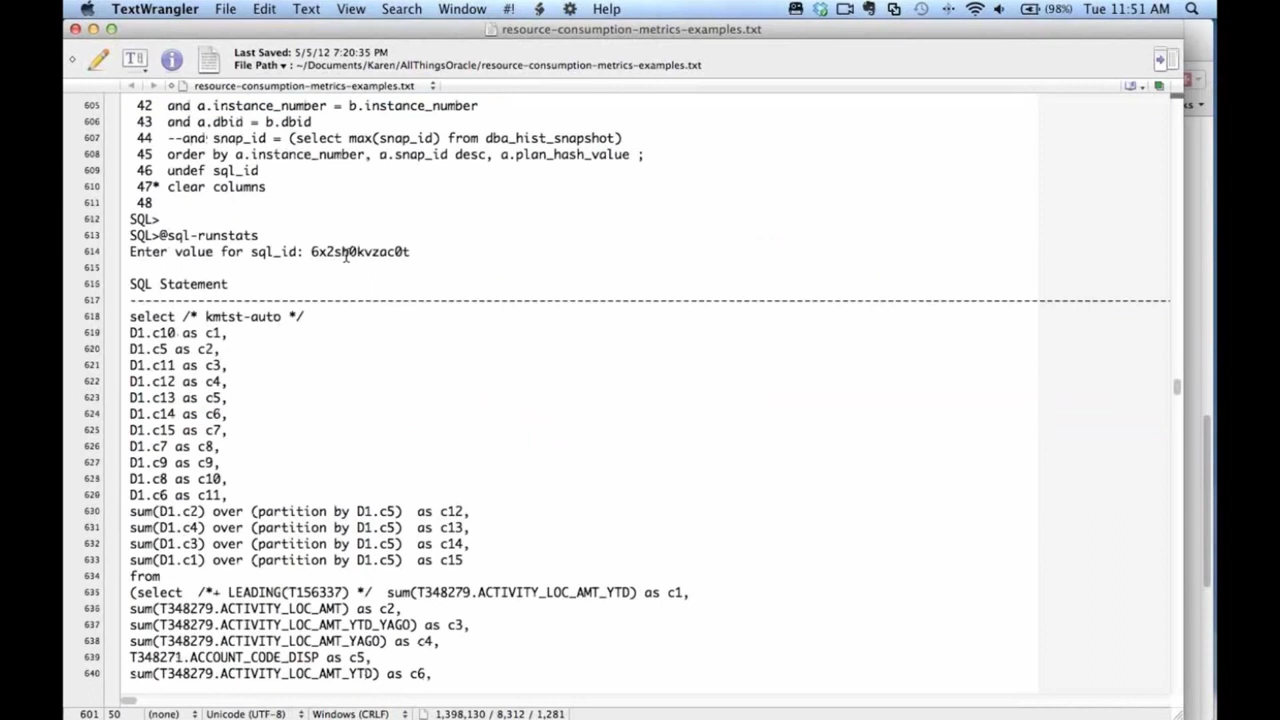 TextWrangler File Edit Text View Search Window #! Help (98%) Tue 11:51 AM
resource-consumption-metrics-examples.txt
Last Saved: 5/5/12 7:20:35 PM
File Path ▾ : ~/Documents/Karen/AllThingsOracle/resource-consumption-metrics-examples.txt
resource-consumption-metrics-examples.txt
605 42 and a.instance_number = b.instance_number
606 43 and a.dbid = b.dbid
607 44 --and snap_id = (select max(snap_id) from dba_hist_snapshot)
608 45 order by a.instance_number, a.snap_id desc, a.plan_hash_value ;
609 46 undef sql_id
610 47* clear columns
611 48
612 SQL>
613 SQL>@sql-runstats
614 Enter value for sql_id: 6x2sh0kvzac0t
615
616 SQL Statement
617 --------------------------------------------------------------------------------------------------------------------------------------------
618 select /* kmtst-auto */
619 D1.c10 as c1,
620 D1.c5 as c2,
621 D1.c11 as c3,
622 D1.c12 as c4,
623 D1.c13 as c5,
624 D1.c14 as c6,
625 D1.c15 as c7,
626 D1.c7 as c8,
627 D1.c9 as c9,
628 D1.c8 as c10,
629 D1.c6 as c11,
630 sum(D1.c2) over (partition by D1.c5) as c12,
631 sum(D1.c4) over (partition by D1.c5) as c13,
632 sum(D1.c3) over (partition by D1.c5) as c14,
633 sum(D1.c1) over (partition by D1.c5) as c15
634 from
635 (select /*+ LEADING(T156337) */ sum(T348279.ACTIVITY_LOC_AMT_YTD) as c1,
636 sum(T348279.ACTIVITY_LOC_AMT) as c2,
637 sum(T348279.ACTIVITY_LOC_AMT_YTD_YAGO) as c3,
638 sum(T348279.ACTIVITY_LOC_AMT_YAGO) as c4,
639 T348271.ACCOUNT_CODE_DISP as c5,
640 sum(T348279.ACTIVITY_LOC_AMT_YTD) as c6,
601 50 (none) Unicode (UTF-8) Windows (CRLF) 1,398,130 / 8,312 / 1,281